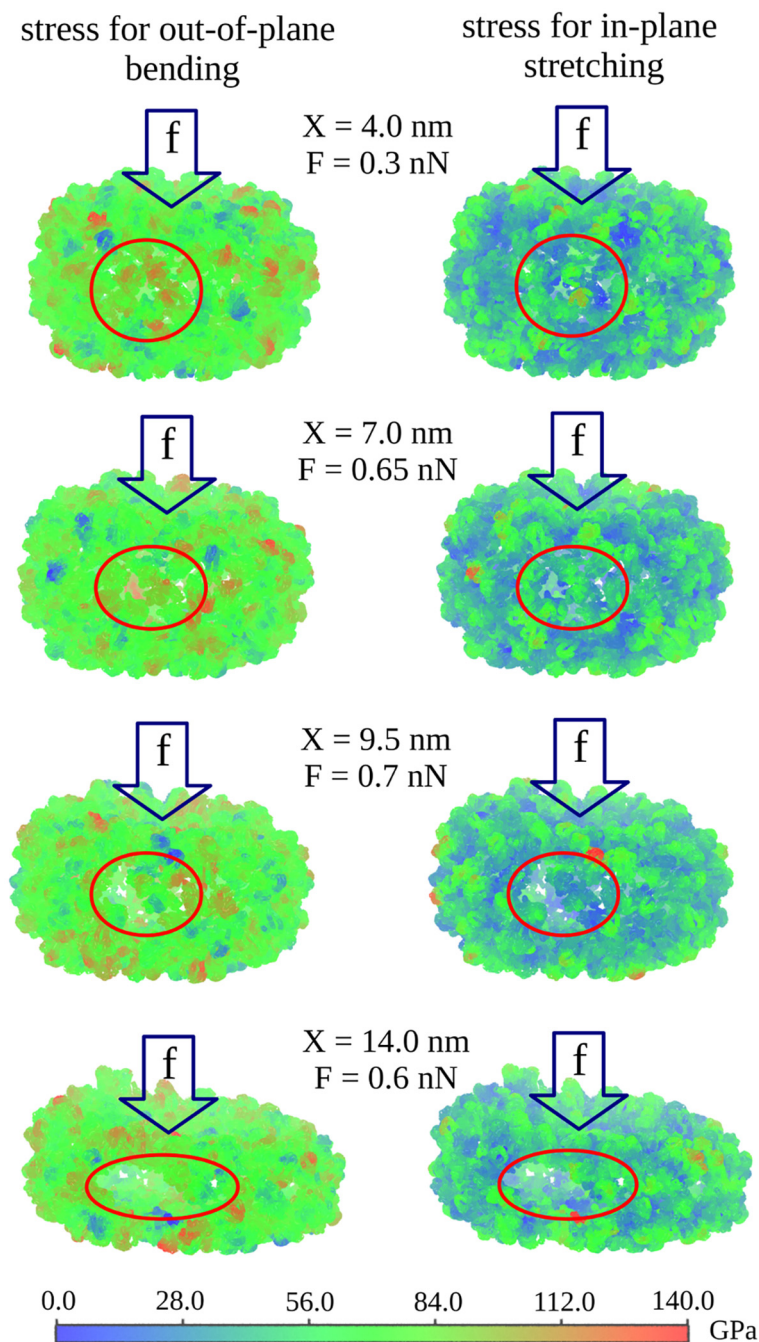 stress for out-of-plane
bending
stress for in-plane
stretching
f
X = 4.0 nm
F = 0.3 nN
f
f
X = 7.0 nm
F = 0.65 nN
f
f
X = 9.5 nm
F = 0.7 nN
f
f
X = 14.0 nm
F = 0.6 nN
f
0.0 28.0 56.0 84.0 112.0 140.0
GPa